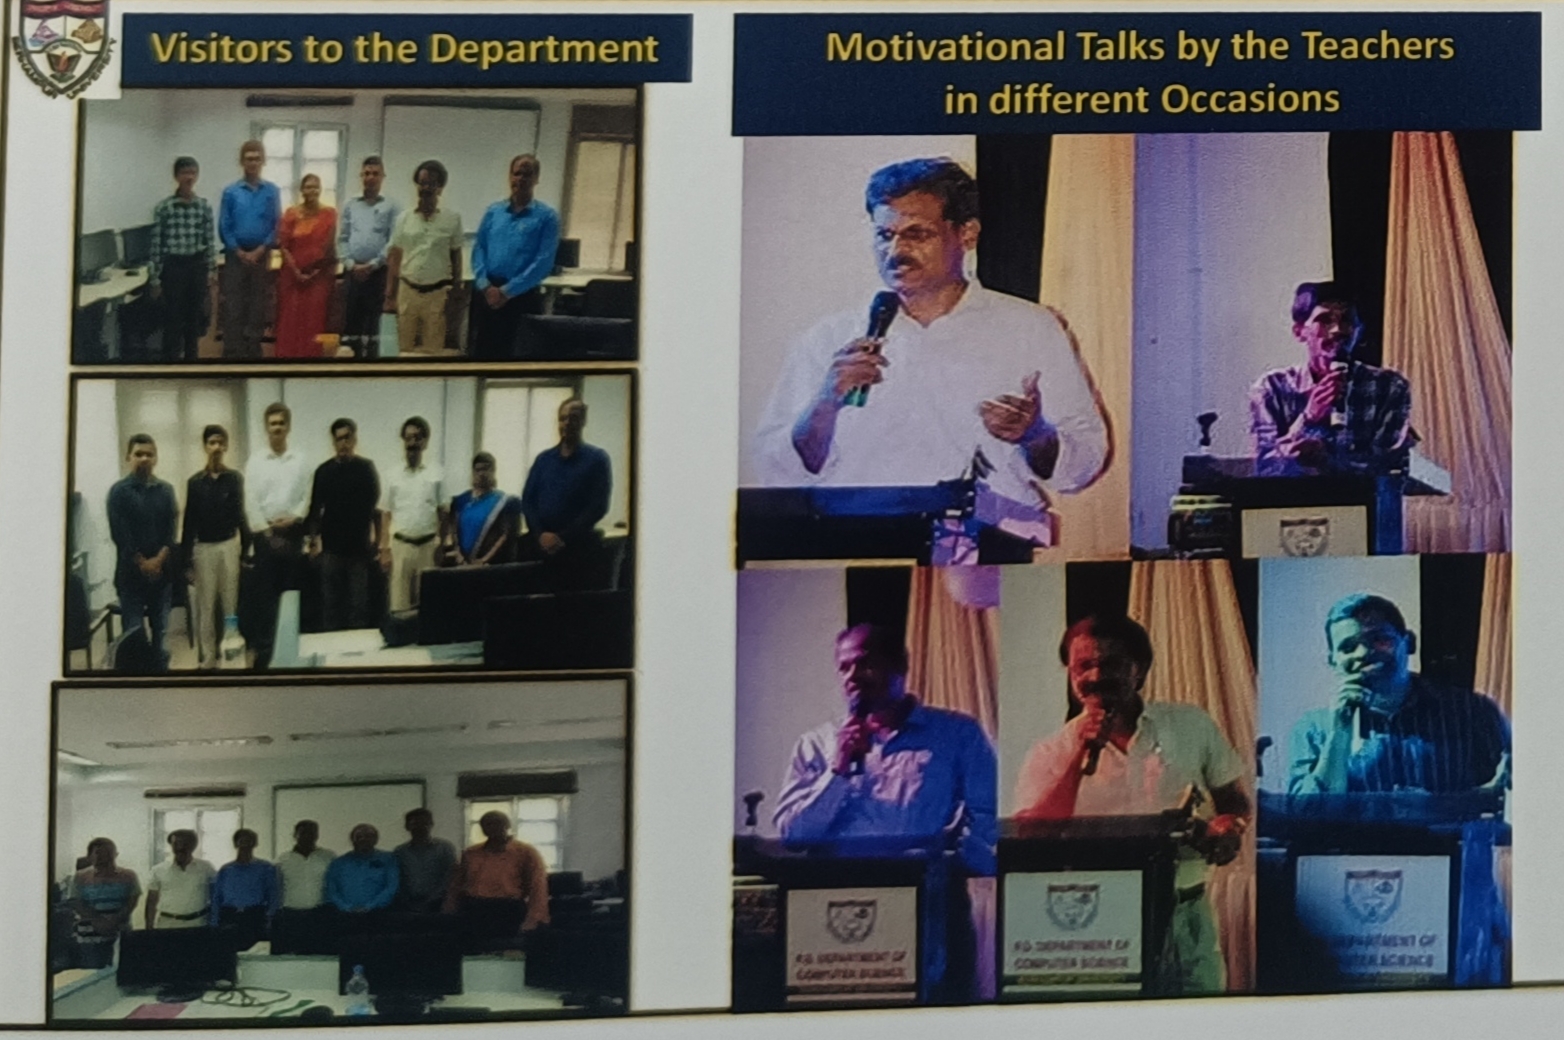 Visitors to the Department
Motivational Talks by the Teachers
in different Occasions
P.G. DEPARTMENT OF
COMPUTER SCIENCE
P.G. DEPARTMENT OF
COMPUTER SCIENCE
DEPARTMENT OF
SCIENCE